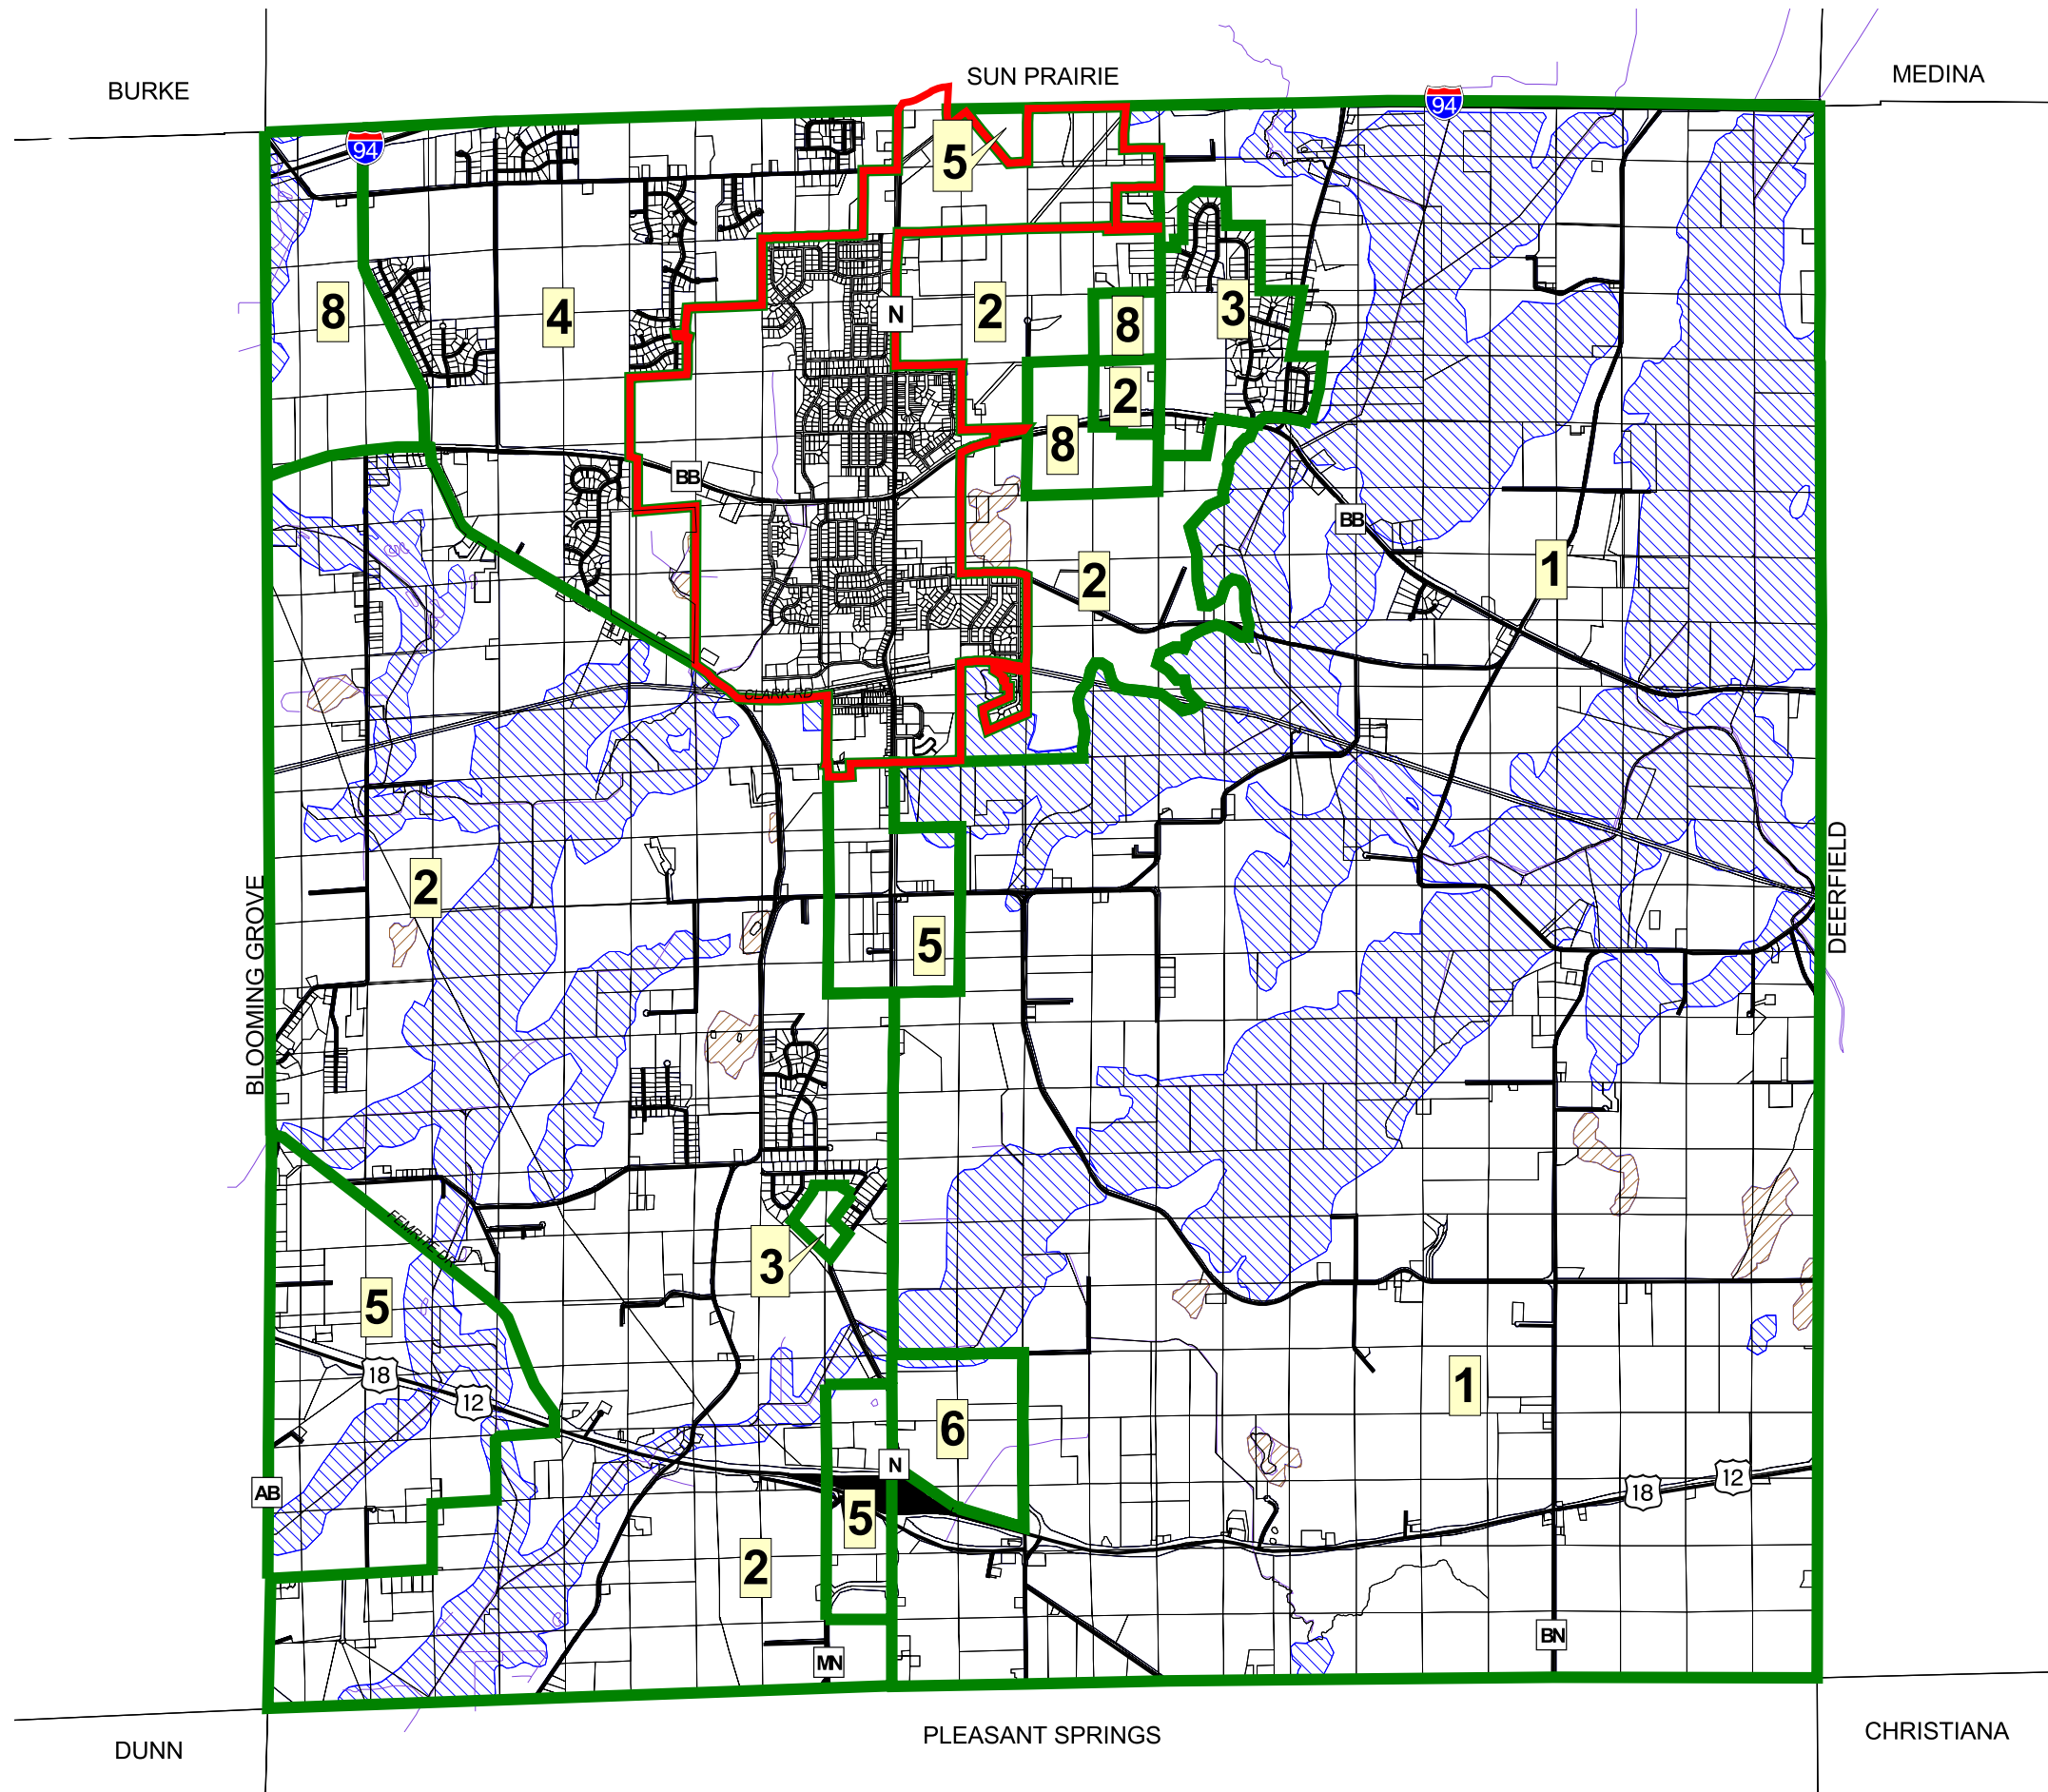 SUN PRAIRIE
MEDINA
BURKE
94
94
5
8
4
N
2
8
3
2
8
BB
BB
1
2
CLARK RD
2
5
BLOOMING GROVE
DEERFIELD
FEMRITE DR
3
5
18
12
1
6
N
AB
5
2
18
12
MN
BN
PLEASANT SPRINGS
CHRISTIANA
DUNN